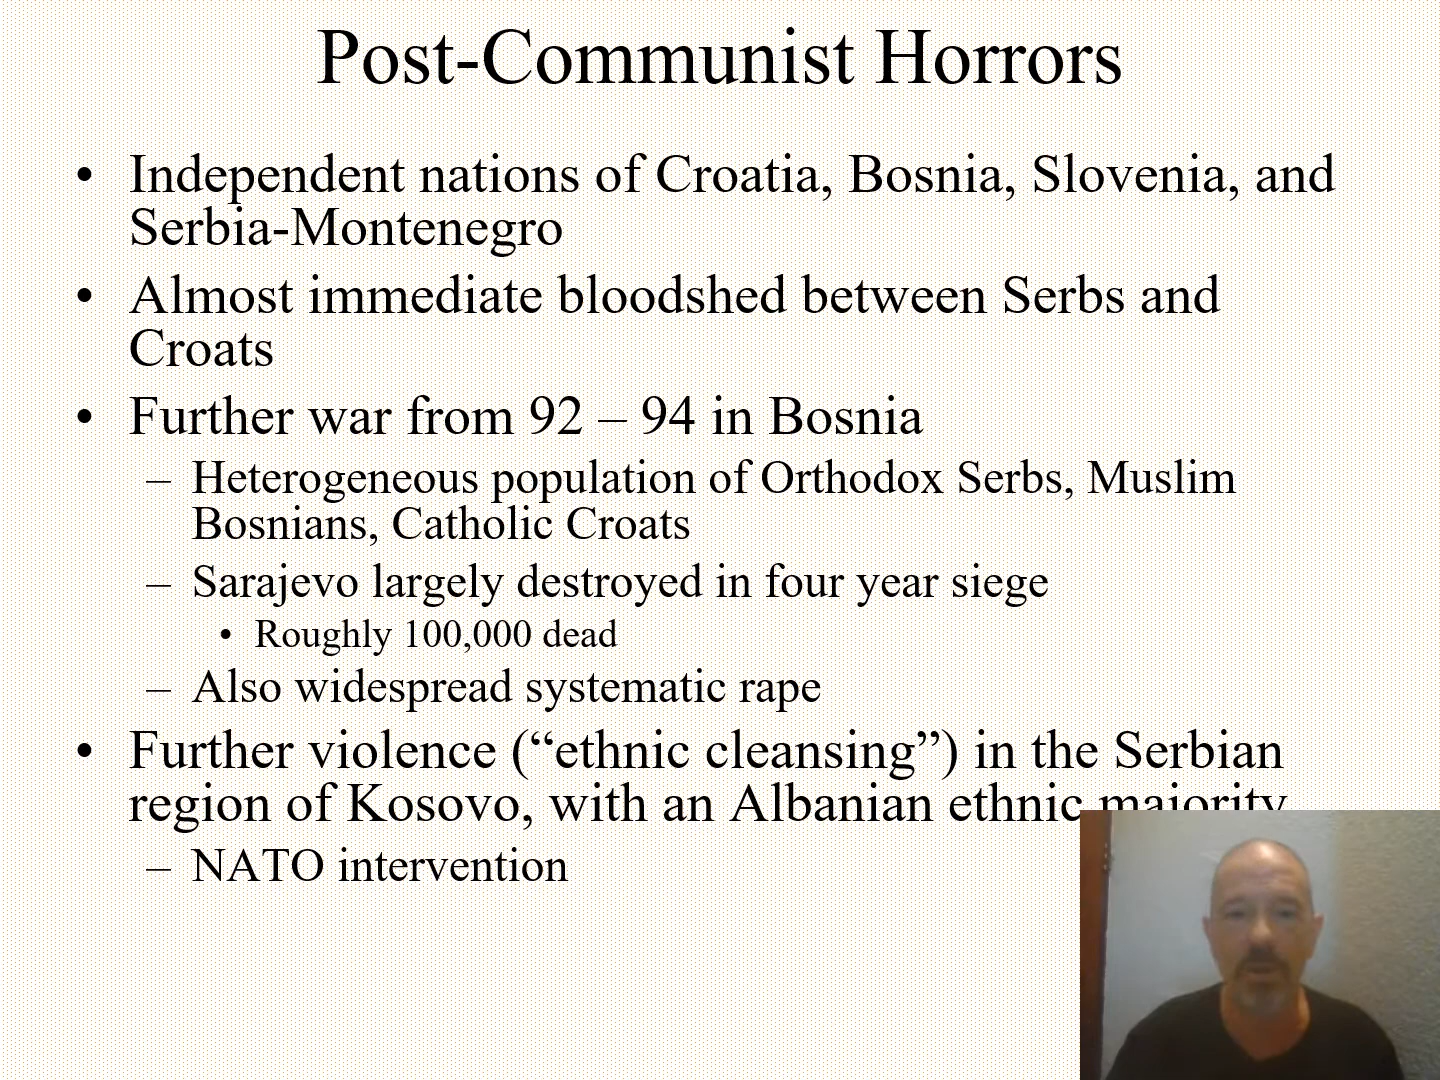 Post-Communist Horrors
• Independent nations of Croatia, Bosnia, Slovenia, and
Serbia-Montenegro
• Almost immediate bloodshed between Serbs and
Croats
• Further war from 92 – 94 in Bosnia
– Heterogeneous population of Orthodox Serbs, Muslim
Bosnians, Catholic Croats
– Sarajevo largely destroyed in four year siege
• Roughly 100,000 dead
– Also widespread systematic rape
• Further violence (“ethnic cleansing”) in the Serbian
region of Kosovo, with an Albanian ethnic majority
– NATO intervention